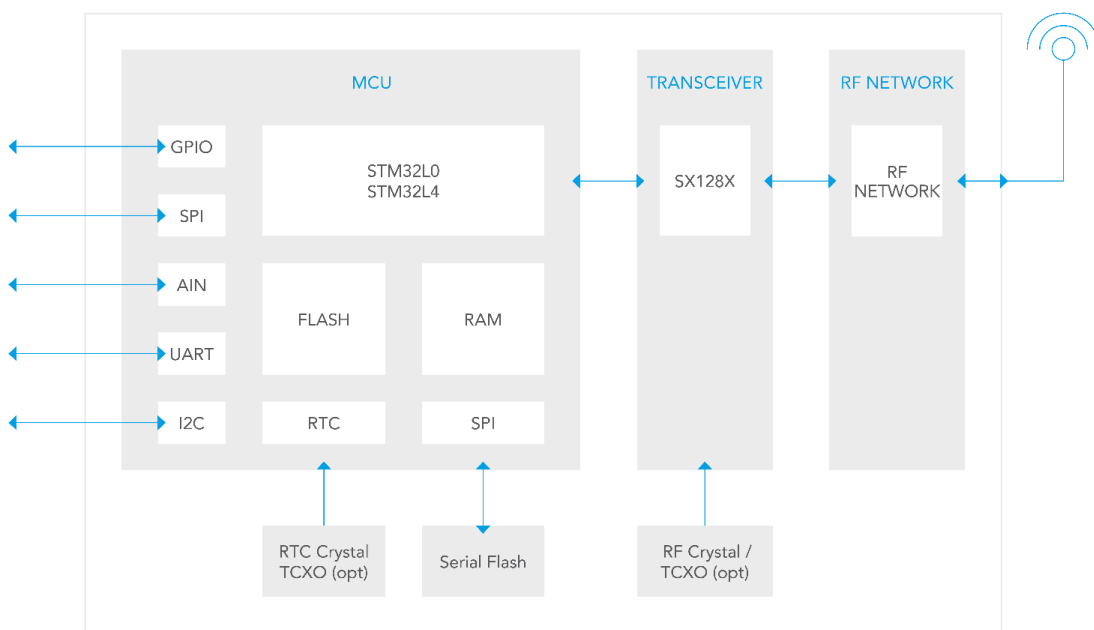 MCU
TRANSCEIVER
RF NETWORK
GPIO
SPI
AIN
UART
I2C
STM32L0
STM32L4
FLASH
RAM
RTC
SPI
SX128X
RF
NETWORK
RTC Crystal
TCXO (opt)
Serial Flash
RF Crystal /
TCXO (opt)